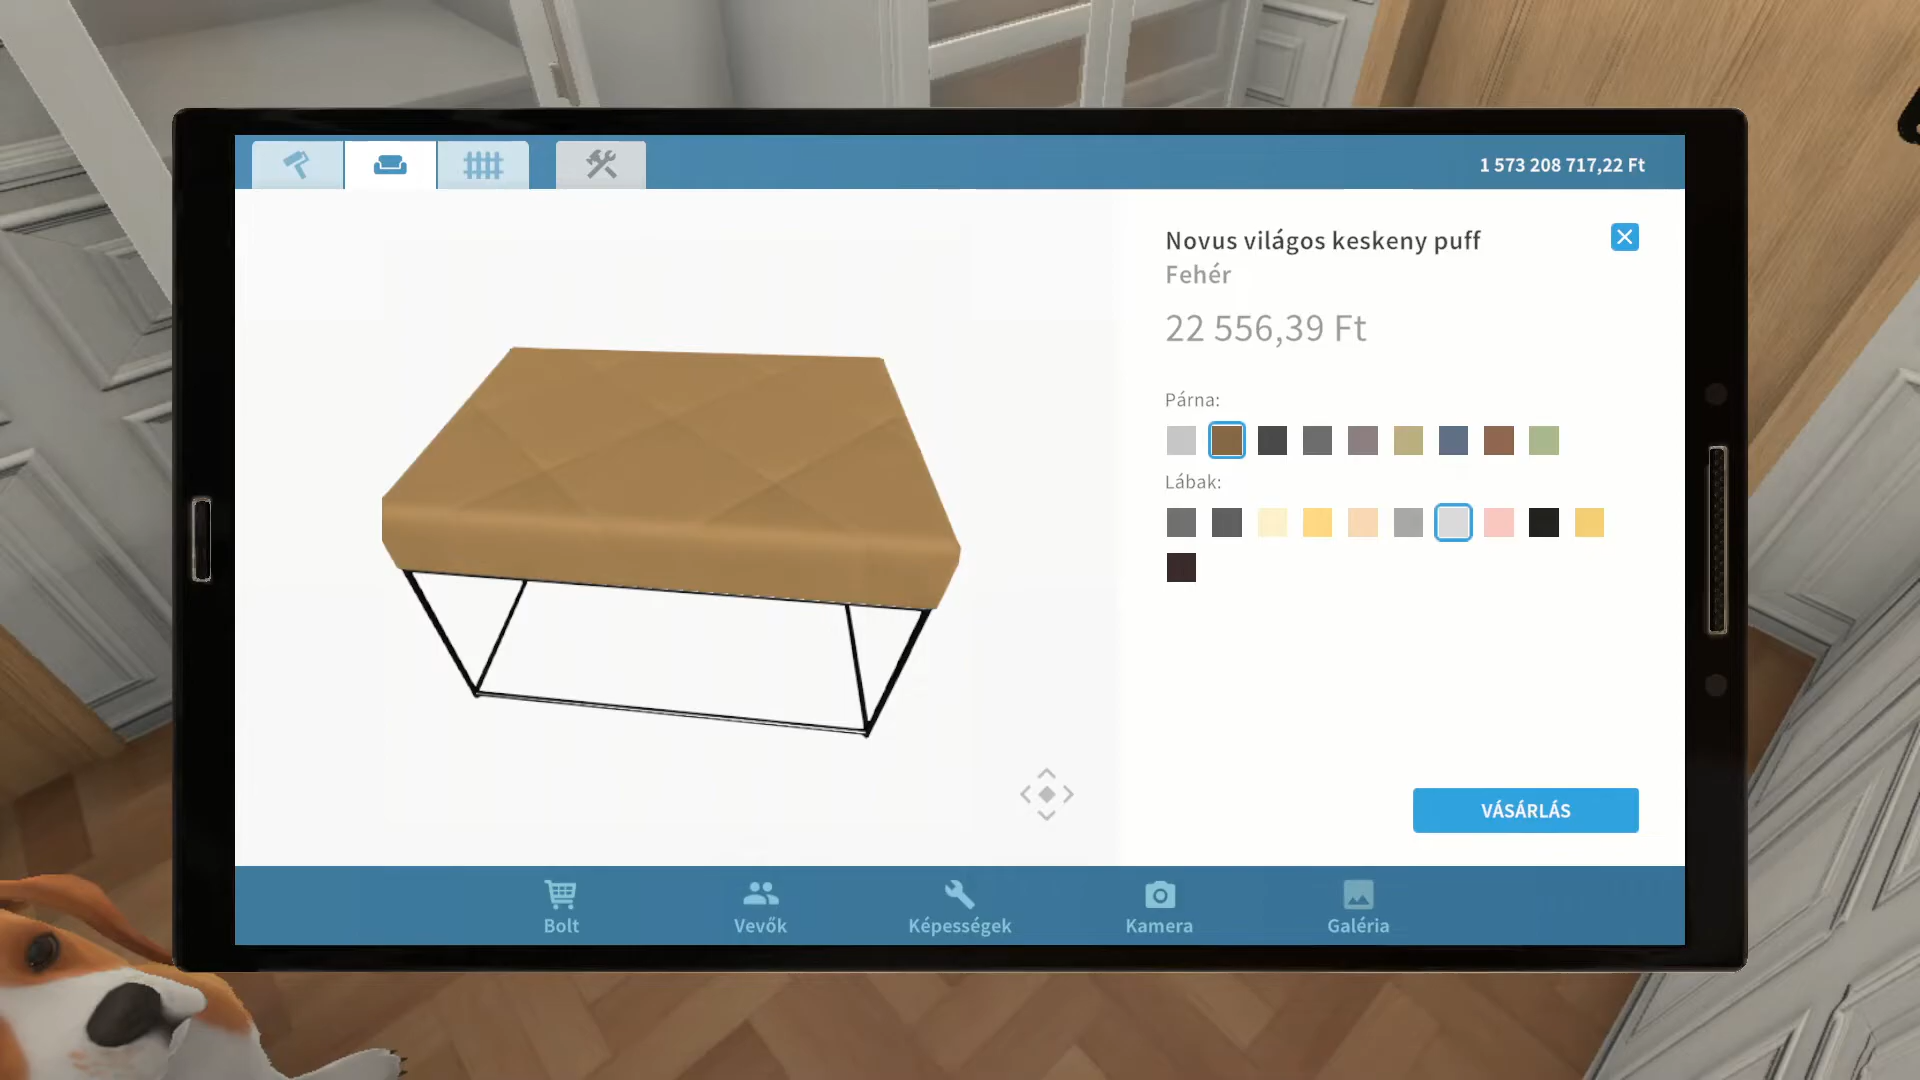 1 573 208 717,22 Ft
Novus világos keskeny puff
Fehér
22 556,39 Ft
Párna:
Lábak:
VÁSÁRLÁS
Bolt
Vevők
Képességek
Kamera
Galéria